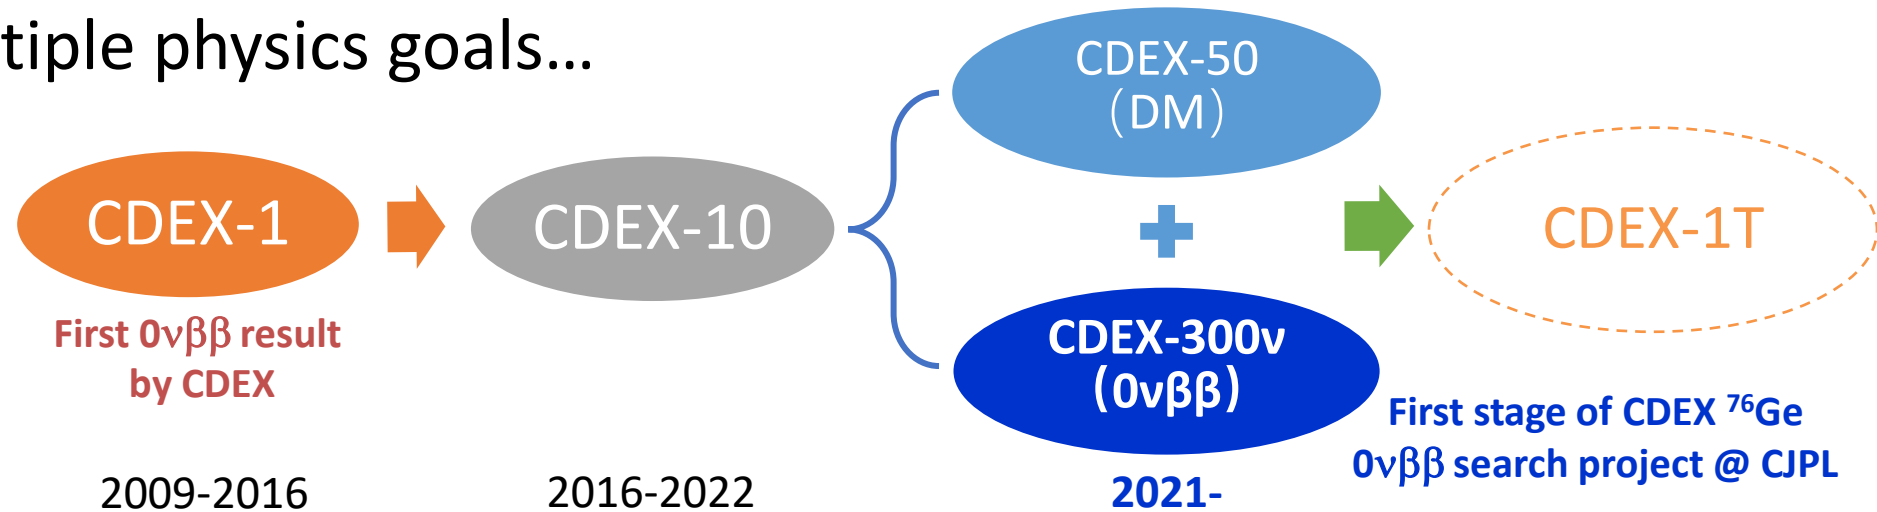 tiple physics goals...
CDEX-1
First 0νββ result
by CDEX
2009-2016
CDEX-10
2016-2022
CDEX-50
(DM)
CDEX-300ν
(0νββ)
2021-
CDEX-1T
First stage of CDEX ⁷⁶Ge
0νββ search project @ CJPL